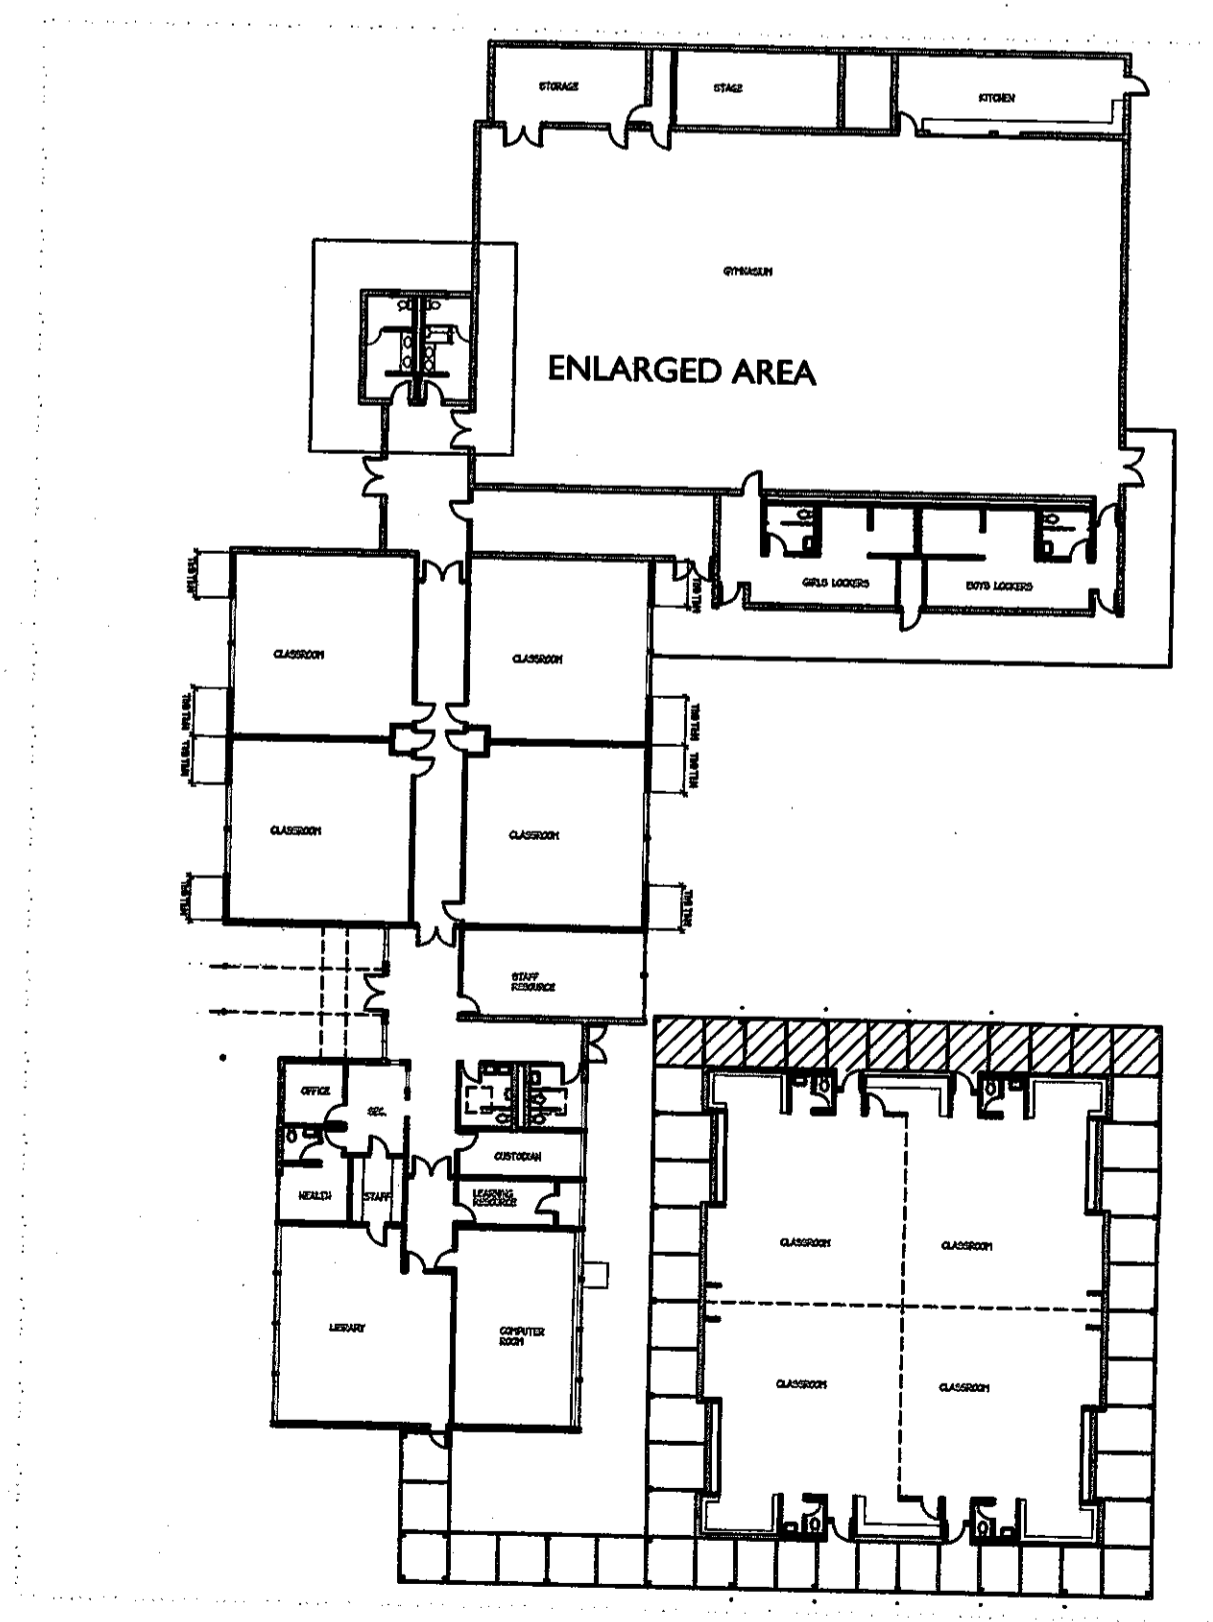 STORAGE
STAGE
KITCHEN
GYMNASIUM
ENLARGED AREA
GIRLS LOCKERS
BOYS LOCKERS
CLASSROOM
CLASSROOM
CLASSROOM
CLASSROOM
STAFF
RESOURCE
OFFICE
SEC.
CUSTODIAN
HEALTH
STAFF
LEARNING
RESOURCE
LIBRARY
COMPUTER
ROOM
CLASSROOM
CLASSROOM
CLASSROOM
CLASSROOM